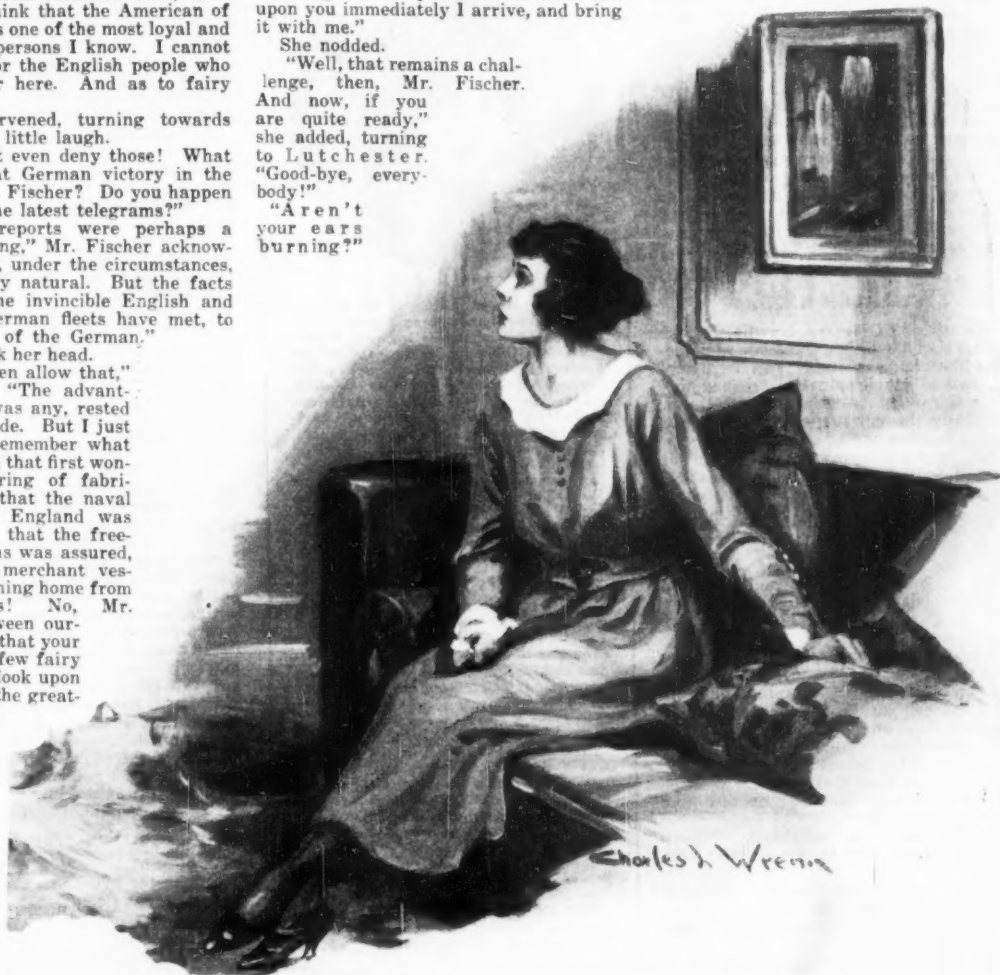 ink that the American of
s one of the most loyal and
persons I know. I cannot
or the English people who
r here. And as to fairy
rvened, turning towards
little laugh.
t even deny those! What
at German victory in the
Fischer? Do you happen
e latest telegrams?"
reports were perhaps a
ng," Mr. Fischer acknow-
, under the circumstances,
y natural. But the facts
he invincible English and
erman fleets have met, to
of the German."
k her head.
en allow that,"
"The advant-
was any, rested
de. But I just
emember what
that first won-
ring of fabri-
that the naval
England was
that the free-
s was assured,
merchant ves-
ning home from
s! No, Mr.
ween our-
that your
few fairy
look upon
the great-
upon you immediately I arrive, and bring
it with me."
She nodded.
"Well, that remains a chal-
lenge, then, Mr. Fischer.
And now, if you
are quite ready,"
she added, turning
to Lutchester.
"Good-bye, every-
body!"
"Aren't
your ears
burning?"
Charles L Wrenn